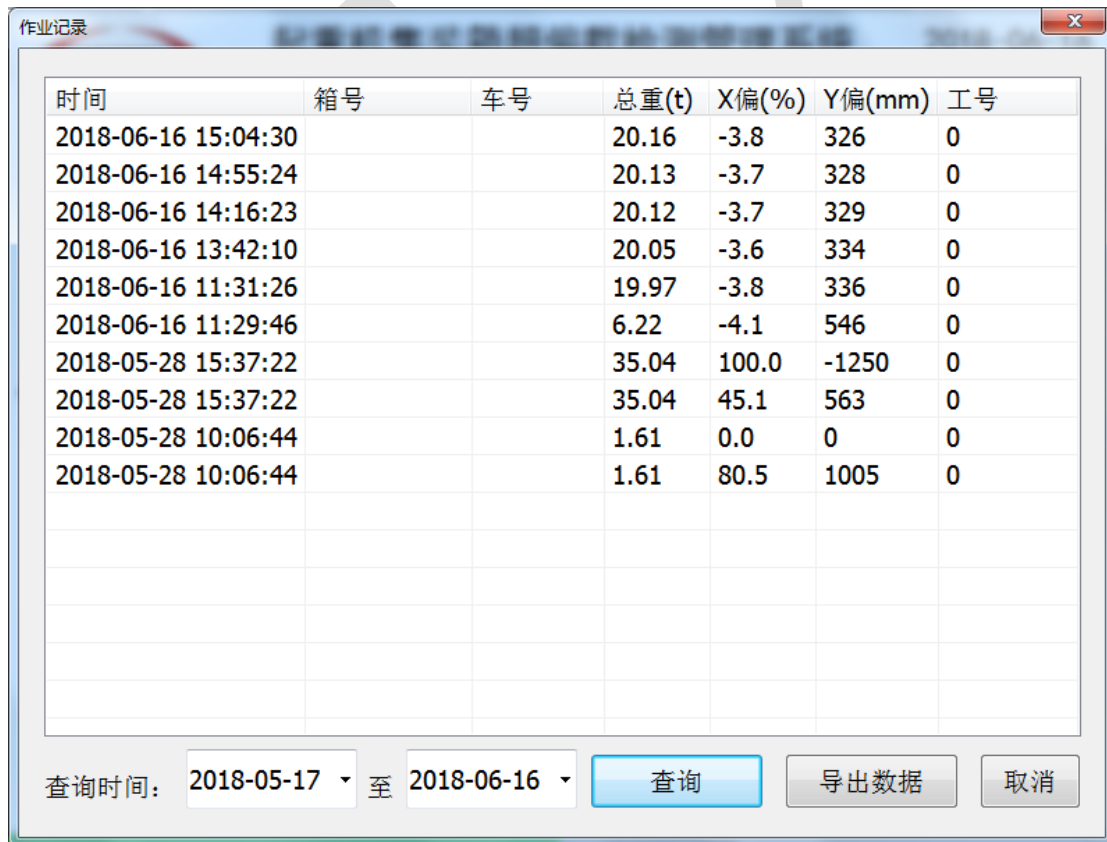 作业记录
时间 箱号 车号 总重(t) X偏(%) Y偏(mm) 工号
2018-06-16 15:04:30 20.16 -3.8 326 0
2018-06-16 14:55:24 20.13 -3.7 328 0
2018-06-16 14:16:23 20.12 -3.7 329 0
2018-06-16 13:42:10 20.05 -3.6 334 0
2018-06-16 11:31:26 19.97 -3.8 336 0
2018-06-16 11:29:46 6.22 -4.1 546 0
2018-05-28 15:37:22 35.04 100.0 -1250 0
2018-05-28 15:37:22 35.04 45.1 563 0
2018-05-28 10:06:44 1.61 0.0 0 0
2018-05-28 10:06:44 1.61 80.5 1005 0
查询时间： 2018-05-17 至 2018-06-16 查询 导出数据 取消